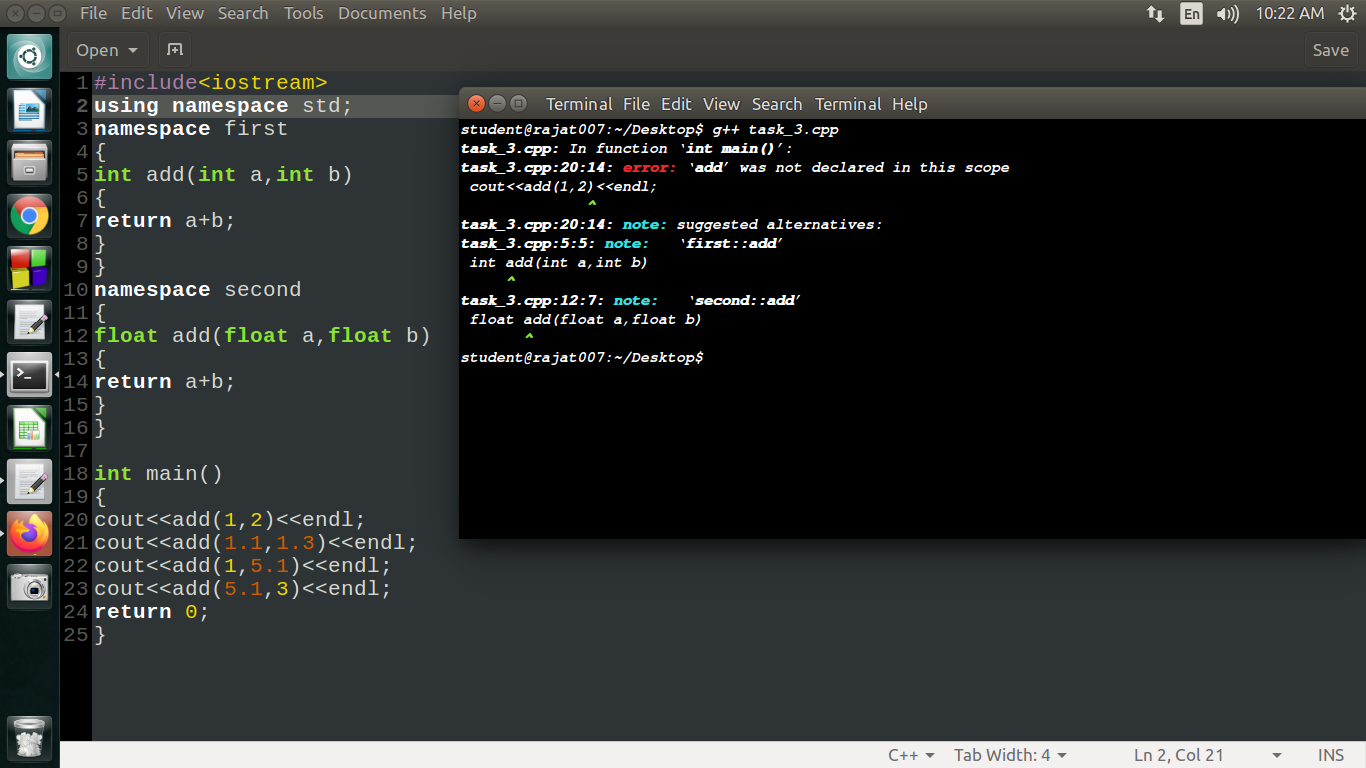 File Edit View Search Tools Documents Help
En 10:22 AM
Open Save
1 #include<iostream>
2 using namespace std;
3 namespace first
4 {
5 int add(int a,int b)
6 {
7 return a+b;
8 }
9 }
10 namespace second
11 {
12 float add(float a,float b)
13 {
14 return a+b;
15 }
16 }
17
18 int main()
19 {
20 cout<<add(1,2)<<endl;
21 cout<<add(1.1,1.3)<<endl;
22 cout<<add(1,5.1)<<endl;
23 cout<<add(5.1,3)<<endl;
24 return 0;
25 }
Terminal File Edit View Search Terminal Help
student@rajat007:~/Desktop$ g++ task_3.cpp
task_3.cpp: In function ‘int main()’:
task_3.cpp:20:14: error: ‘add’ was not declared in this scope
cout<<add(1,2)<<endl;
^
task_3.cpp:20:14: note: suggested alternatives:
task_3.cpp:5:5: note: ‘first::add’
int add(int a,int b)
^
task_3.cpp:12:7: note: ‘second::add’
float add(float a,float b)
^
student@rajat007:~/Desktop$
C++ Tab Width: 4 Ln 2, Col 21 INS